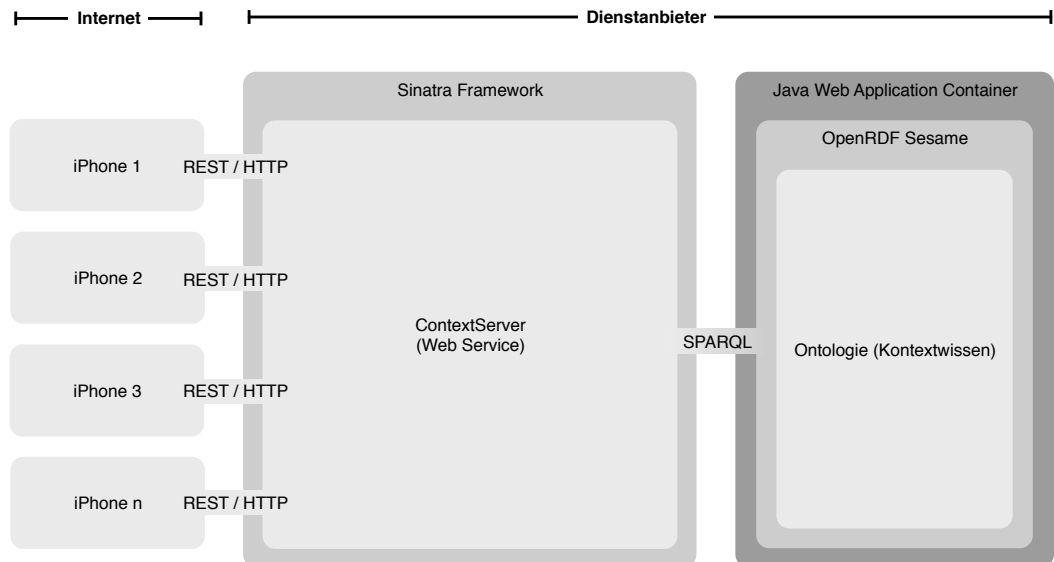 Internet
Dienstanbieter
Sinatra Framework
Java Web Application Container
OpenRDF Sesame
iPhone 1
REST / HTTP
iPhone 2
REST / HTTP
ContextServer
(Web Service)
SPARQL
Ontologie (Kontextwissen)
iPhone 3
REST / HTTP
iPhone n
REST / HTTP